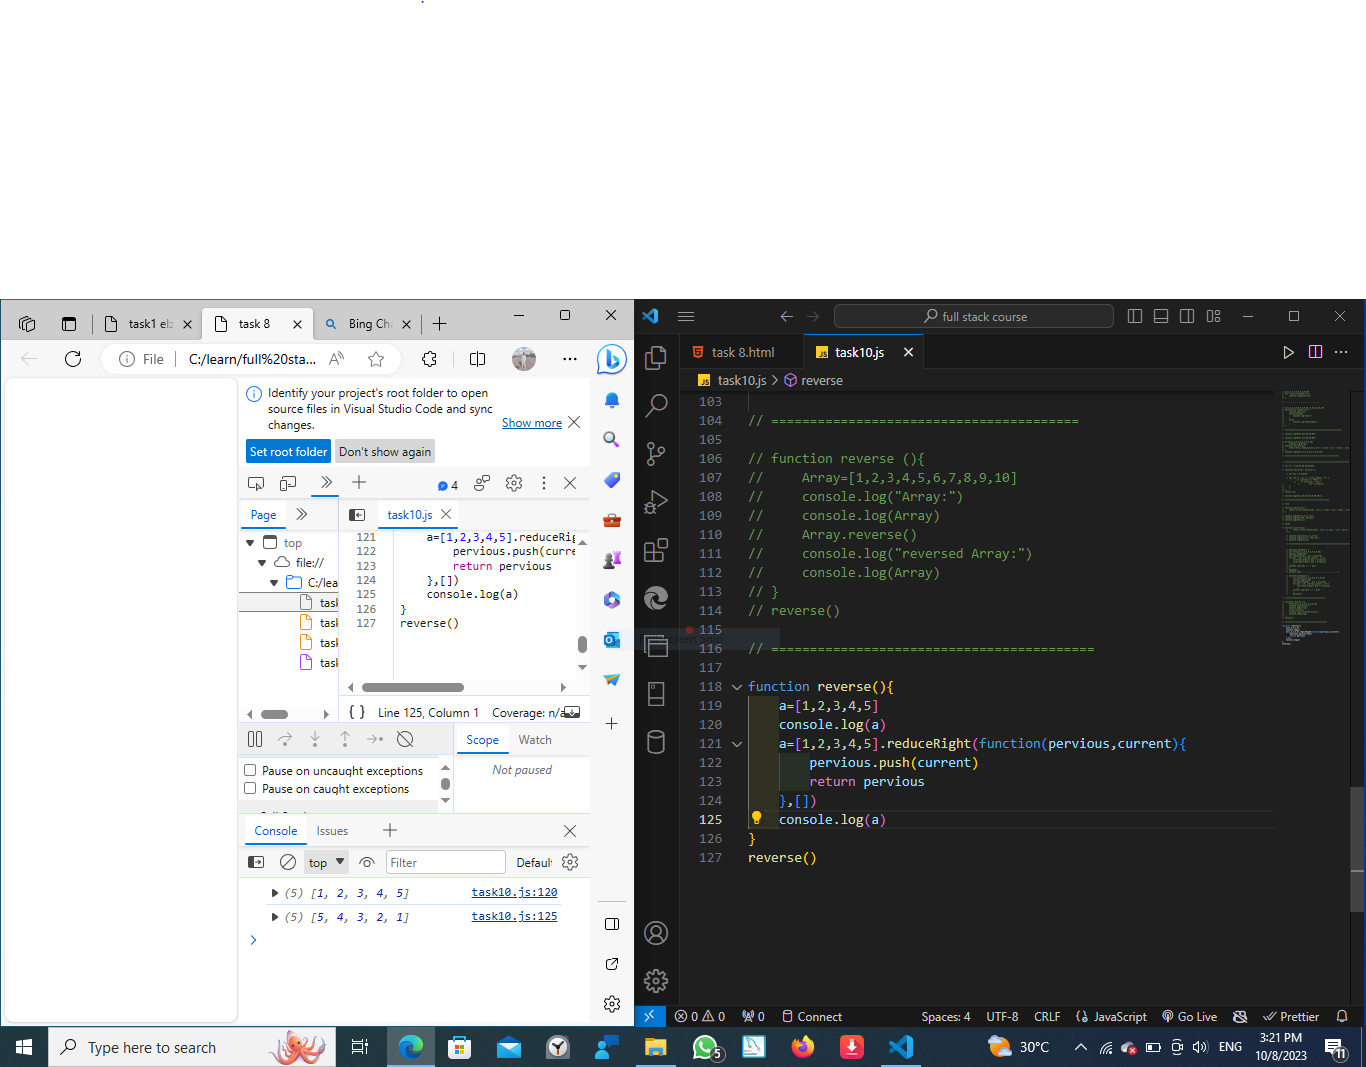 task1 elz
task 8
Bing Cha
File
C:/learn/full%20sta...
Identify your project's root folder to open
source files in Visual Studio Code and sync
changes.
Show more
Set root folder
Don't show again
4
Page
task10.js
top
file://
C:/lea
task
task
task
task
121 a=[1,2,3,4,5].reduceRig
122 pervious.push(curre
123 return pervious
124 },[])
125 console.log(a)
126 }
127 reverse()
{ } Line 125, Column 1 Coverage: n/a
Scope Watch
Not paused
Pause on uncaught exceptions
Pause on caught exceptions
Console Issues
top
Filter
Default
(5) [1, 2, 3, 4, 5] task10.js:120
(5) [5, 4, 3, 2, 1] task10.js:125
full stack course
task 8.html
JS task10.js
JS task10.js > reverse
103
104 // ========================================
105
106 // function reverse (){
107 // Array=[1,2,3,4,5,6,7,8,9,10]
108 // console.log("Array:")
109 // console.log(Array)
110 // Array.reverse()
111 // console.log("reversed Array:")
112 // console.log(Array)
113 // }
114 // reverse()
115
116 // ==========================================
117
118 function reverse(){
119 a=[1,2,3,4,5]
120 console.log(a)
121 a=[1,2,3,4,5].reduceRight(function(pervious,current){
122 pervious.push(current)
123 return pervious
124 },[])
125 console.log(a)
126 }
127 reverse()
0 0 0 Connect
Spaces: 4 UTF-8 CRLF JavaScript Go Live Prettier
Type here to search
5
30°C
ENG
3:21 PM
10/8/2023
11